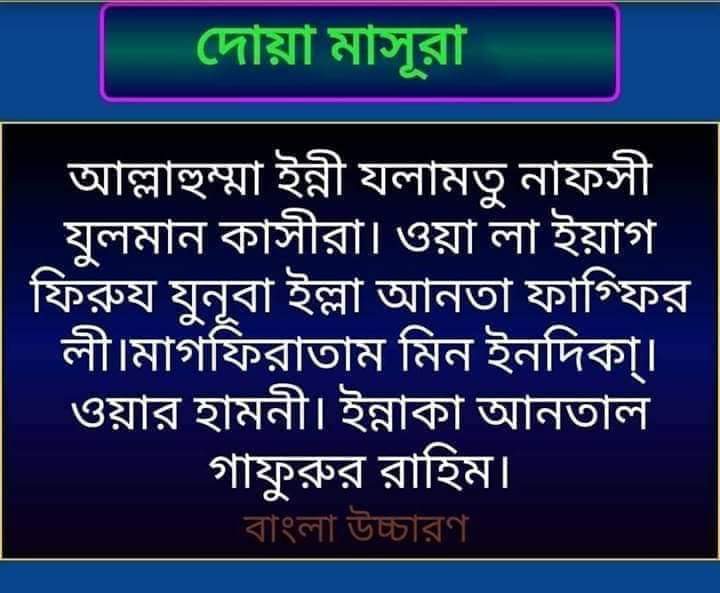 দোয়া মাসূরা
আল্লাহুম্মা ইন্নী যলামতু নাফসী
যুলমান কাসীরা। ওয়া লা ইয়াগ
ফিরুয যুনূবা ইল্লা আনতা ফাগ্ফির
লী।মাগফিরাতাম মিন ইনদিকা্।
ওয়ার হামনী। ইন্নাকা আনতাল
গাফুরুর রাহিম।
বাংলা উচ্চারণ